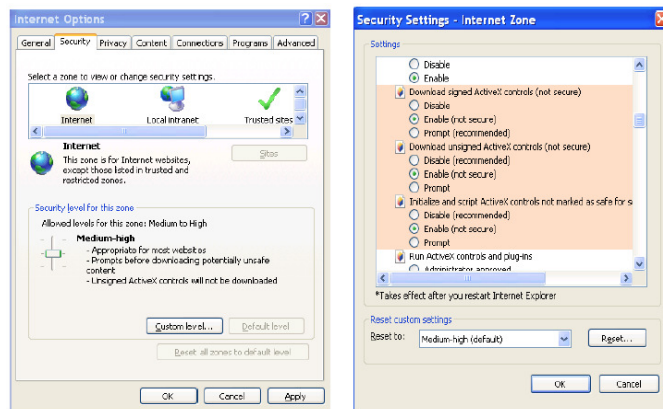 Internet Options
General Security Privacy Content Connections Programs Advanced
Select a zone to view or change security settings.
Internet Local intranet Trusted sites
Internet
This zone is for Internet websites,
except those listed in trusted and
restricted zones.
Sites
Security level for this zone
Allowed levels for this zone: Medium to High
Medium-high
- Appropriate for most websites
- Prompts before downloading potentially unsafe
content
- Unsigned ActiveX controls will not be downloaded
Custom level... Default level
Reset all zones to default level
OK Cancel Apply
Security Settings - Internet Zone
Settings
Disable
Enable
Download signed ActiveX controls (not secure)
Disable
Enable (not secure)
Prompt (recommended)
Download unsigned ActiveX controls (not secure)
Disable (recommended)
Enable (not secure)
Prompt
Initialize and script ActiveX controls not marked as safe for s
Disable (recommended)
Enable (not secure)
Prompt
Run ActiveX controls and plug-ins
Administrator approved
*Takes effect after you restart Internet Explorer
Reset custom settings
Reset to: Medium-high (default) Reset...
OK Cancel